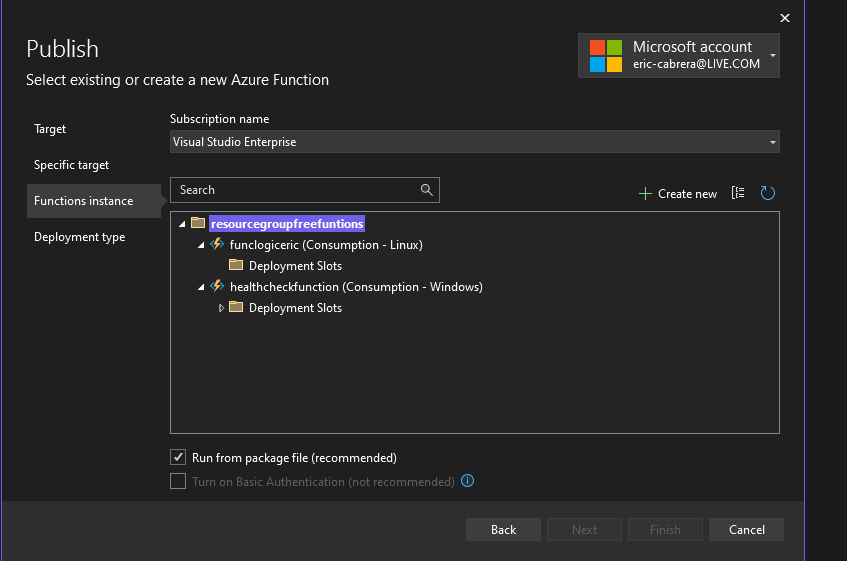 Publish
Select existing or create a new Azure Function
Microsoft account
eric-cabrera@LIVE.COM
Target
Specific target
Functions instance
Deployment type
Subscription name
Visual Studio Enterprise
Search
Create new
resourcegroupfreefuntions
funclogiceric (Consumption - Linux)
Deployment Slots
healthcheckfunction (Consumption - Windows)
Deployment Slots
Run from package file (recommended)
Turn on Basic Authentication (not recommended)
Back
Next
Finish
Cancel